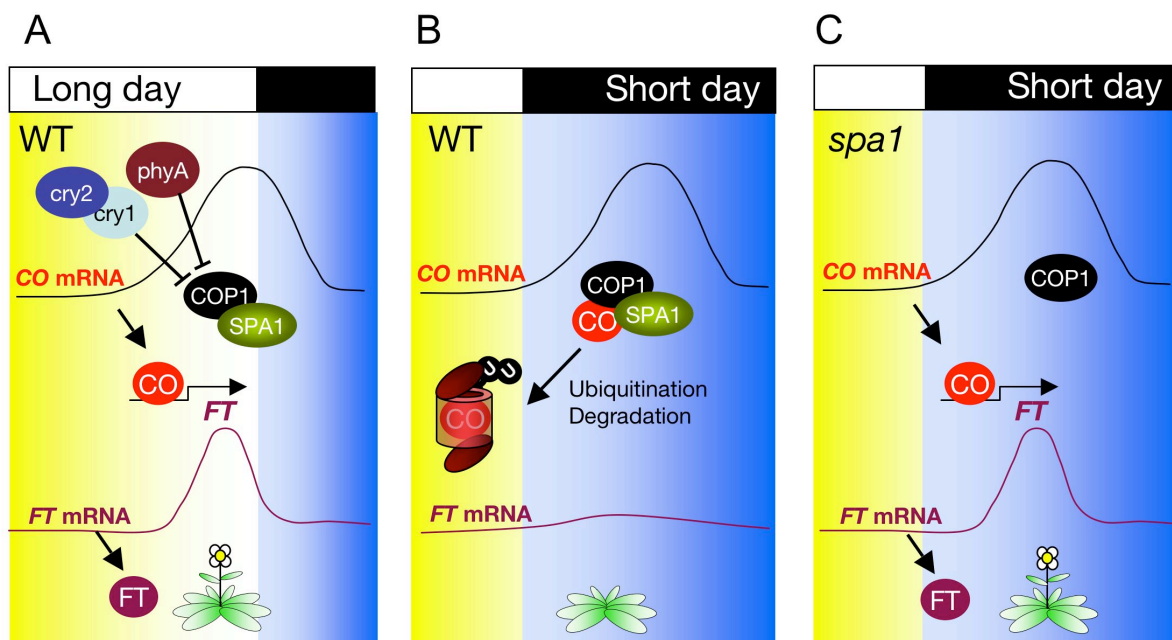 A
Long day
WT
phyA
cry2
cry1
CO mRNA
COP1
SPA1
CO
FT
FT mRNA
FT
B
Short day
WT
CO mRNA
COP1
CO
SPA1
U U
Ubiquitination
Degradation
CO
FT mRNA
C
Short day
spa1
CO mRNA
COP1
CO
FT
FT mRNA
FT